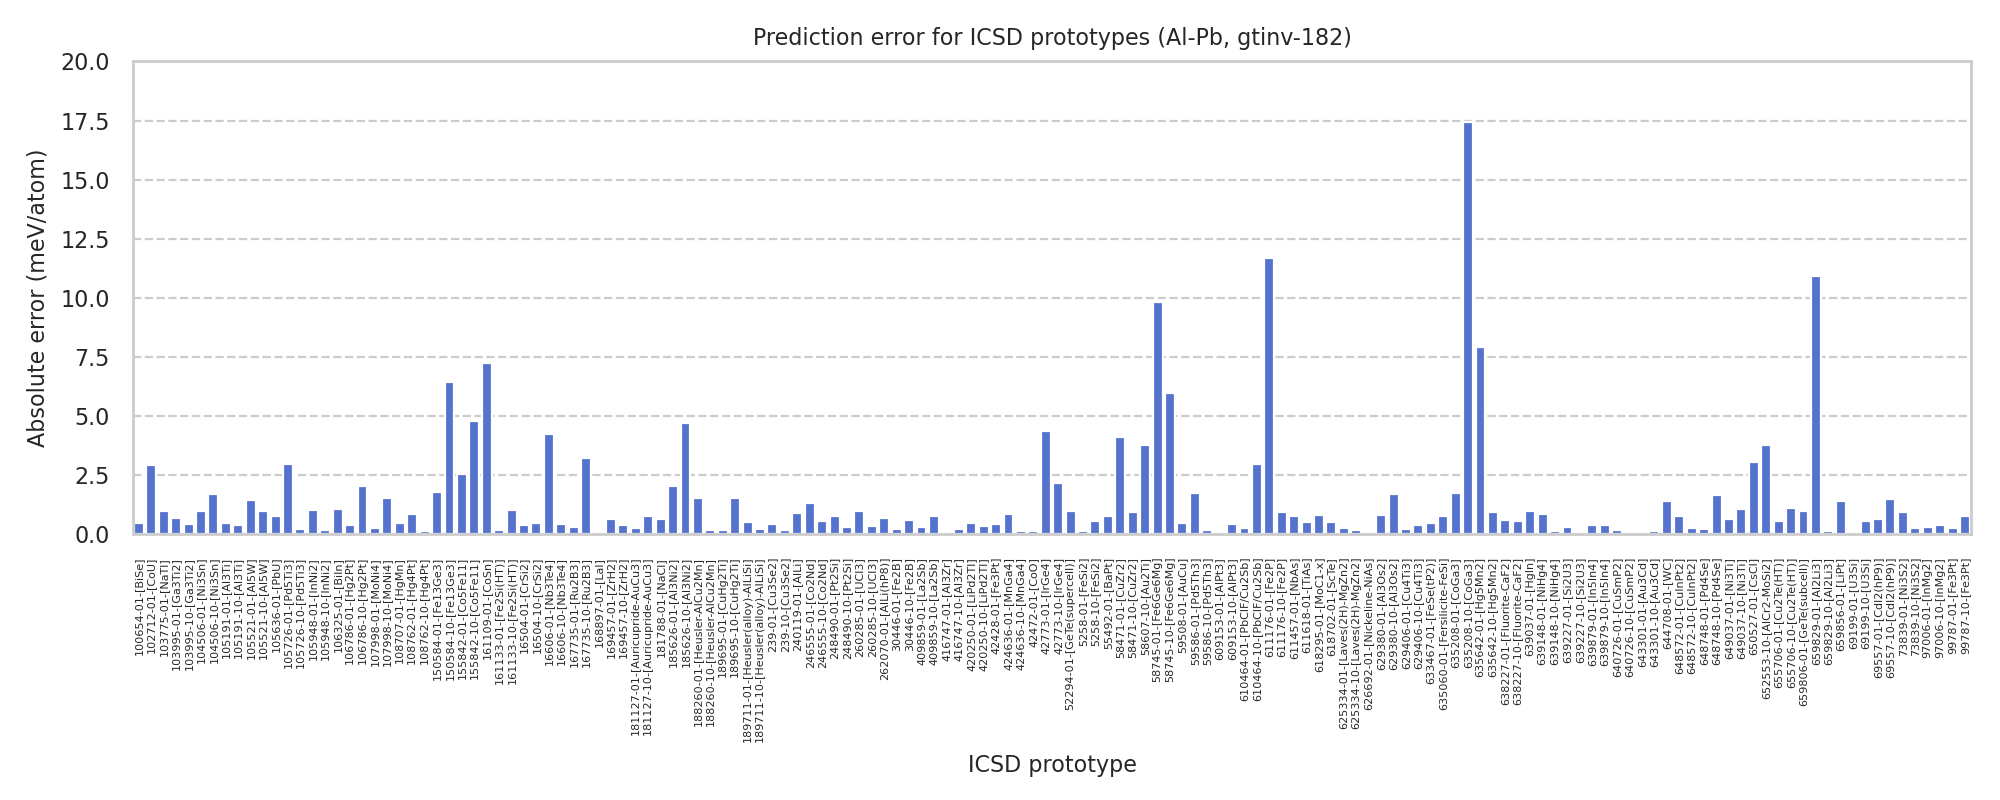 Prediction error for ICSD prototypes (Al-Pb, gtinv-182)
Absolute error (meV/atom)
20.0
17.5
15.0
12.5
10.0
7.5
5.0
2.5
0.0
100654-01-[BiSe]
102712-01-[CoU]
103775-01-[NaTl]
103995-01-[Ga3Ti2]
103995-10-[Ga3Ti2]
104506-01-[Ni3Sn]
104506-10-[Ni3Sn]
105191-01-[Al3Ti]
105191-10-[Al3Ti]
105521-01-[Al5W]
105521-10-[Al5W]
105636-01-[PbU]
105726-01-[Pd5Ti3]
105726-10-[Pd5Ti3]
105948-01-[InNi2]
105948-10-[InNi2]
106325-01-[BiIn]
106786-01-[Hg2Pt]
106786-10-[Hg2Pt]
107998-01-[MoNi4]
107998-10-[MoNi4]
108707-01-[HgMn]
108762-01-[Hg4Pt]
108762-10-[Hg4Pt]
150584-01-[Fe13Ge3]
150584-10-[Fe13Ge3]
155842-01-[Co5Fe11]
155842-10-[Co5Fe11]
161109-01-[CoSn]
161133-01-[Fe2Si(HT)]
161133-10-[Fe2Si(HT)]
16504-01-[CrSi2]
16504-10-[CrSi2]
16606-01-[Nb3Te4]
16606-10-[Nb3Te4]
167735-01-[Ru2B3]
167735-10-[Ru2B3]
168897-01-[LaI]
169457-01-[ZrH2]
169457-10-[ZrH2]
181127-01-[Auricupride-AuCu3]
181127-10-[Auricupride-AuCu3]
181788-01-[NaCl]
185626-01-[Al3Ni2]
185626-10-[Al3Ni2]
188260-01-[Heusler-AlCu2Mn]
188260-10-[Heusler-AlCu2Mn]
189695-01-[CuHg2Ti]
189695-10-[CuHg2Ti]
189711-01-[Heusler(alloy)-AlLiSi]
189711-10-[Heusler(alloy)-AlLiSi]
239-01-[Cu3Se2]
239-10-[Cu3Se2]
240119-01-[AlLi]
246555-01-[Co2Nd]
246555-10-[Co2Nd]
248490-01-[Pt2Si]
248490-10-[Pt2Si]
260285-01-[UCl3]
260285-10-[UCl3]
262070-01-[AlLi(hP8)]
30446-01-[Fe2B]
30446-10-[Fe2B]
409859-01-[La2Sb]
409859-10-[La2Sb]
416747-01-[Al3Zr]
416747-10-[Al3Zr]
420250-01-[LiPd2Tl]
420250-10-[LiPd2Tl]
42428-01-[Fe3Pt]
424636-01-[MnGa4]
424636-10-[MnGa4]
42472-01-[CoO]
42773-01-[IrGe4]
42773-10-[IrGe4]
52294-01-[GeTe(supercell)]
5258-01-[FeSi2]
5258-10-[FeSi2]
55492-01-[BaPt]
58471-01-[CuZr2]
58471-10-[CuZr2]
58607-10-[Au2Ti]
58745-01-[Fe6Ge6Mg]
58745-10-[Fe6Ge6Mg]
59508-01-[AuCu]
59586-01-[Pd5Th3]
59586-10-[Pd5Th3]
609153-01-[AlPt3]
609153-10-[AlPt3]
61064-01-[PbClF/Cu2Sb]
61064-10-[PbClF/Cu2Sb]
611176-01-[Fe2P]
611176-10-[Fe2P]
611457-01-[NbAs]
611618-01-[TiAs]
618295-01-[MoC1-x]
618702-01-[ScTe]
625334-01-[Laves(2H)-MgZn2]
625334-10-[Laves(2H)-MgZn2]
626692-01-[Nickeline-NiAs]
629380-01-[Al3Os2]
629380-10-[Al3Os2]
629406-01-[Cu4Ti3]
629406-10-[Cu4Ti3]
633467-01-[FeSe(tP2)]
635060-01-[Fersilicite-FeSi]
635208-01-[CoGa3]
635208-10-[CoGa3]
635642-01-[Hg5Mn2]
635642-10-[Hg5Mn2]
638227-01-[Fluorite-CaF2]
638227-10-[Fluorite-CaF2]
639037-01-[HgIn]
639148-01-[NiHg4]
639148-10-[NiHg4]
639227-01-[Si2U3]
639227-10-[Si2U3]
639879-01-[In5In4]
639879-10-[In5In4]
640726-01-[CuSmP2]
640726-10-[CuSmP2]
643301-01-[Au3Cd]
643301-10-[Au3Cd]
644708-01-[WC]
648572-01-[CuInPt2]
648572-10-[CuInPt2]
648748-01-[Pd4Se]
648748-10-[Pd4Se]
649037-01-[Ni3Ti]
649037-10-[Ni3Ti]
650527-01-[CsCl]
652553-10-[AlCr2-MoSi2]
655706-01-[Cu2Te(HT)]
655706-10-[Cu2Te(HT)]
659806-01-[GeTe(subcell)]
659829-01-[Al2Li3]
659829-10-[Al2Li3]
659856-01-[LiPt]
69199-01-[U3Si]
69199-10-[U3Si]
69557-01-[CdI2(hP9)]
69557-10-[CdI2(hP9)]
73839-01-[Ni3S2]
73839-10-[Ni3S2]
97006-01-[InMg2]
97006-10-[InMg2]
99787-01-[Fe3Pt]
99787-10-[Fe3Pt]
ICSD prototype